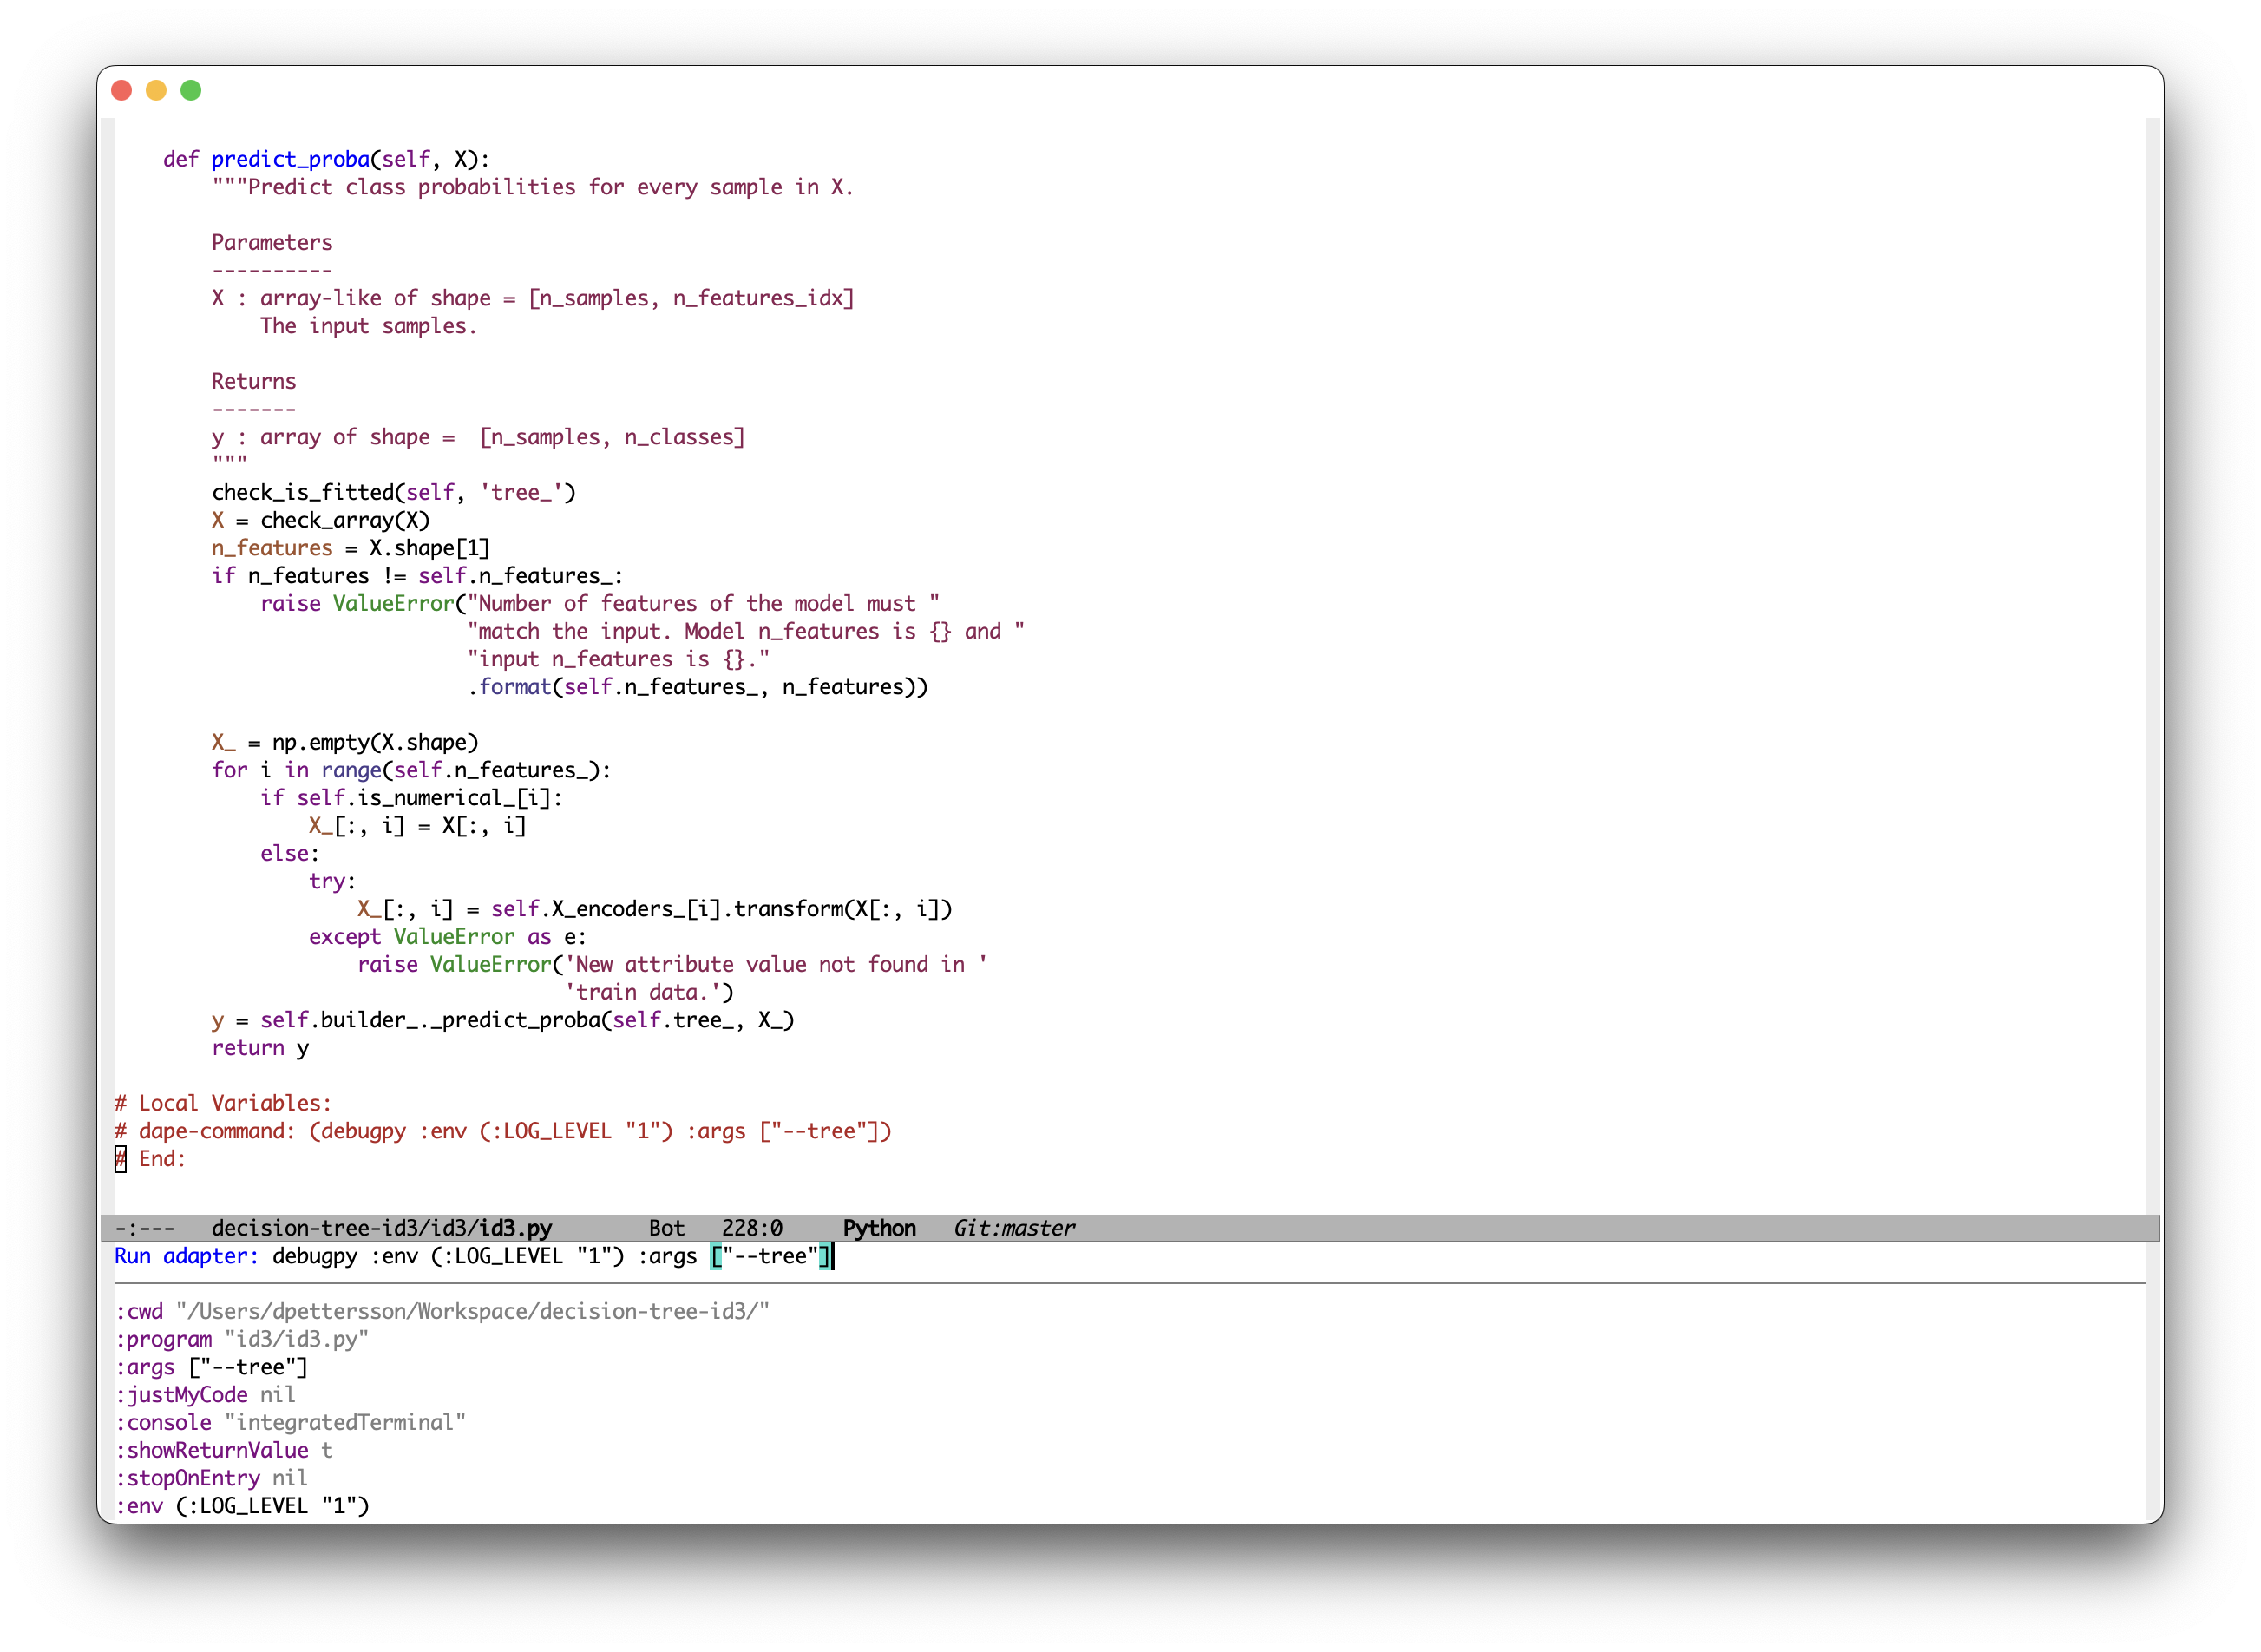 def predict_proba(self, X):
"""Predict class probabilities for every sample in X.
Parameters
----------
X : array-like of shape = [n_samples, n_features_idx]
The input samples.
Returns
-------
y : array of shape =  [n_samples, n_classes]
"""
check_is_fitted(self, 'tree_')
X = check_array(X)
n_features = X.shape[1]
if n_features != self.n_features_:
raise ValueError("Number of features of the model must "
"match the input. Model n_features is {} and "
"input n_features is {}."
.format(self.n_features_, n_features))
X_ = np.empty(X.shape)
for i in range(self.n_features_):
if self.is_numerical_[i]:
X_[:, i] = X[:, i]
else:
try:
X_[:, i] = self.X_encoders_[i].transform(X[:, i])
except ValueError as e:
raise ValueError('New attribute value not found in '
'train data.')
y = self.builder_._predict_proba(self.tree_, X_)
return y
# Local Variables:
# dape-command: (debugpy :env (:LOG_LEVEL "1") :args ["--tree"])
# End:
-:---   decision-tree-id3/id3/id3.py        Bot   228:0     Python   Git:master
Run adapter: debugpy :env (:LOG_LEVEL "1") :args ["--tree"]
:cwd "/Users/dpettersson/Workspace/decision-tree-id3/"
:program "id3/id3.py"
:args ["--tree"]
:justMyCode nil
:console "integratedTerminal"
:showReturnValue t
:stopOnEntry nil
:env (:LOG_LEVEL "1")